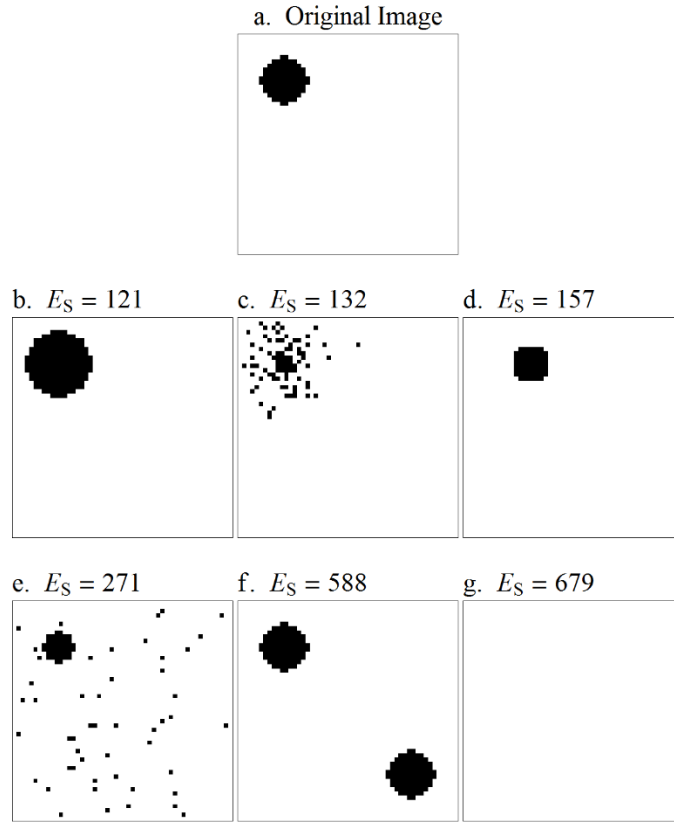 a. Original Image
b. E_S = 121
c. E_S = 132
d. E_S = 157
e. E_S = 271
f. E_S = 588
g. E_S = 679